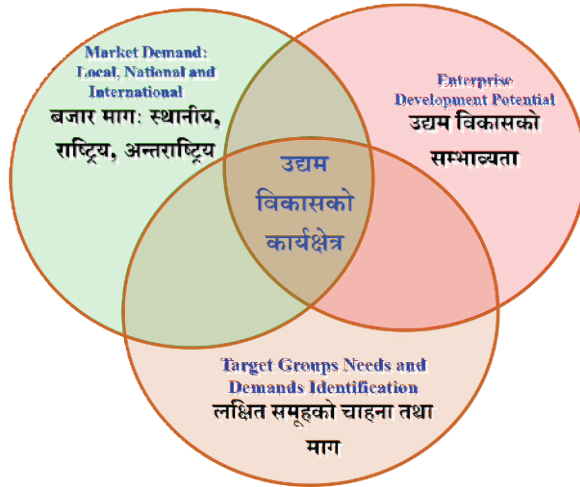 Market Demand:
Local, National and
International
बजार मागः स्थानीय,
राष्ट्रिय, अन्तराष्ट्रिय
Enterprise
Development Potential
उद्यम विकासको
सम्भाब्यता
उद्यम
विकासको
कार्यक्षेत्र
Target Groups Needs and
Demands Identification
लक्षित समूहको चाहना तथा
माग